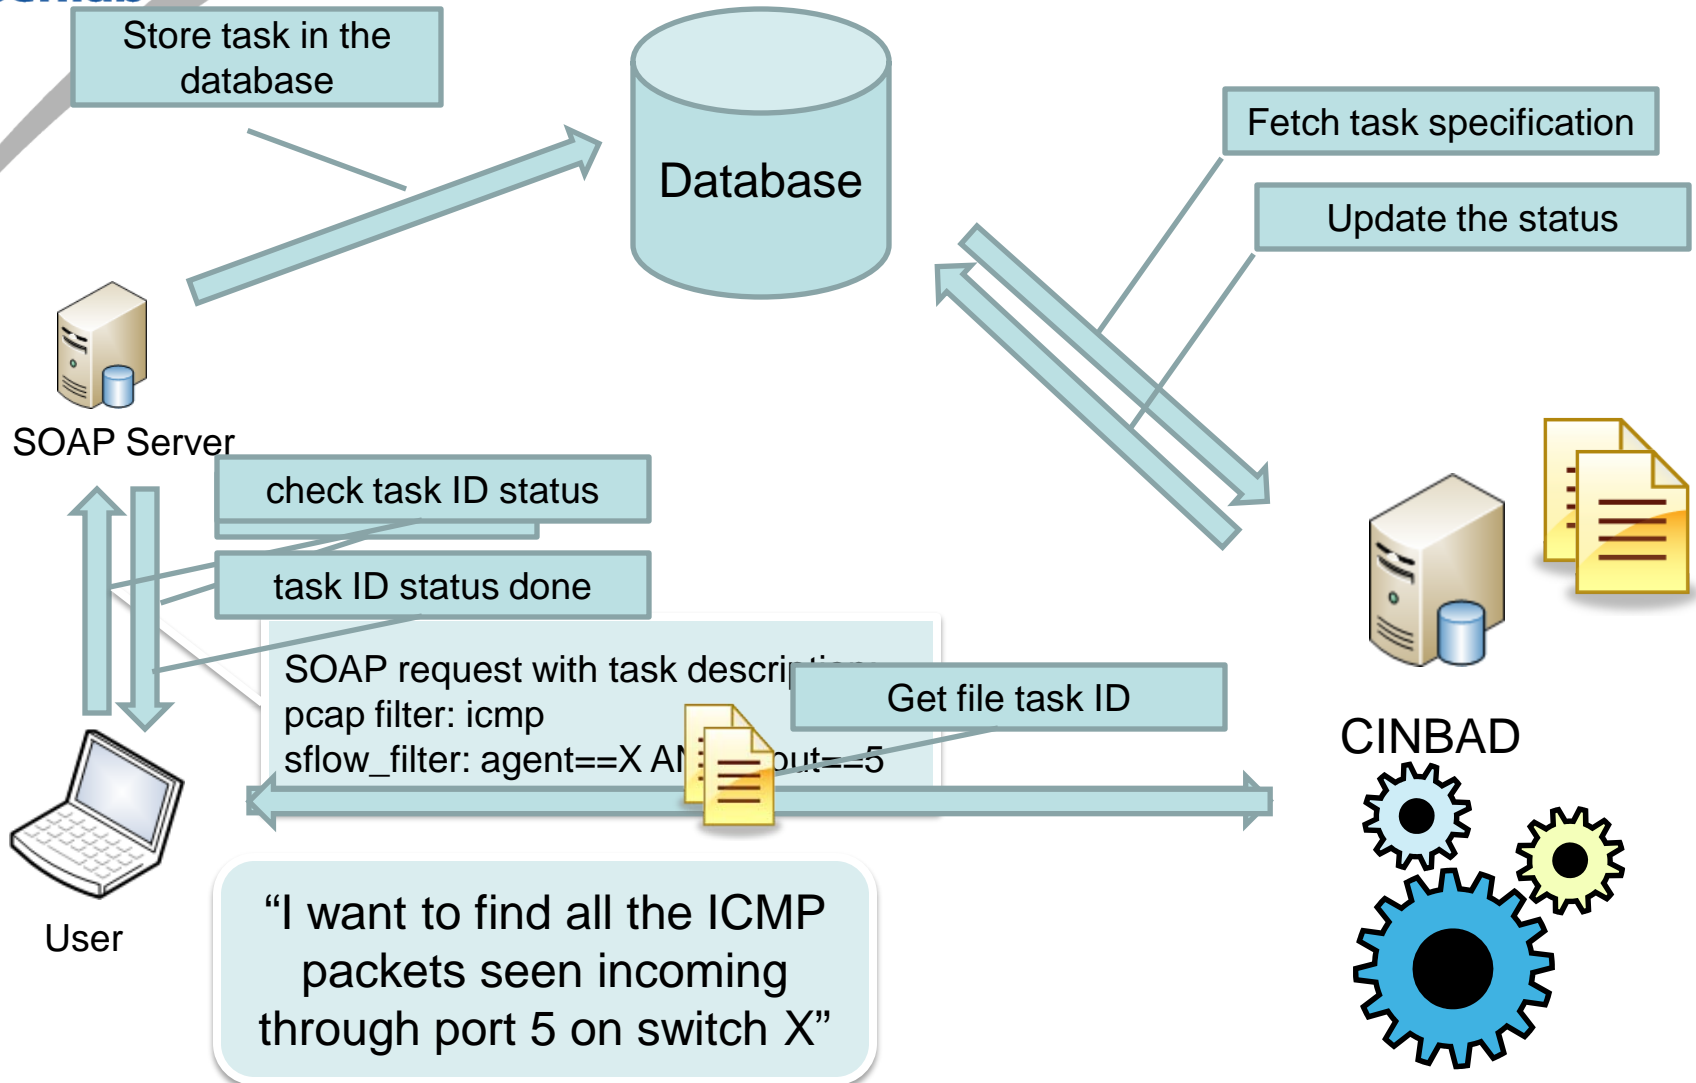 Store task in the
database
Database
Fetch task specification
Update the status
SOAP Server
check task ID status
task ID status done
SOAP request with task
pcap filter: icmp
sflow_filter: agent==X out==5
Get file task ID
CINBAD
User
“I want to find all the ICMP
packets seen incoming
through port 5 on switch X”